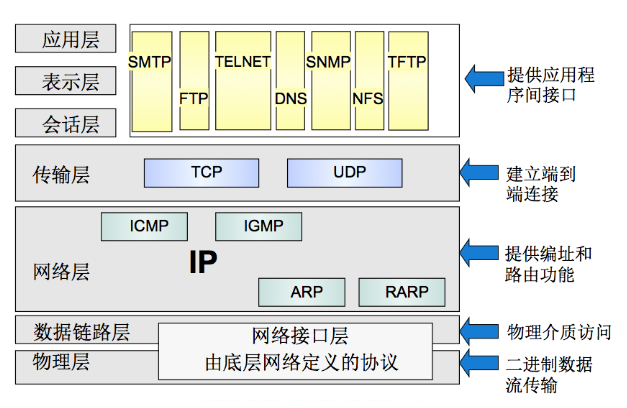 应用层
表示层
会话层
SMTP
FTP
TELNET
DNS
SNMP
NFS
TFTP
提供应用程
序间接口
传输层
TCP
UDP
建立端到
端连接
网络层
ICMP
IGMP
IP
ARP
RARP
提供编址和
路由功能
数据链路层
物理层
网络接口层
由底层网络定义的协议
物理介质访问
二进制数据
流传输